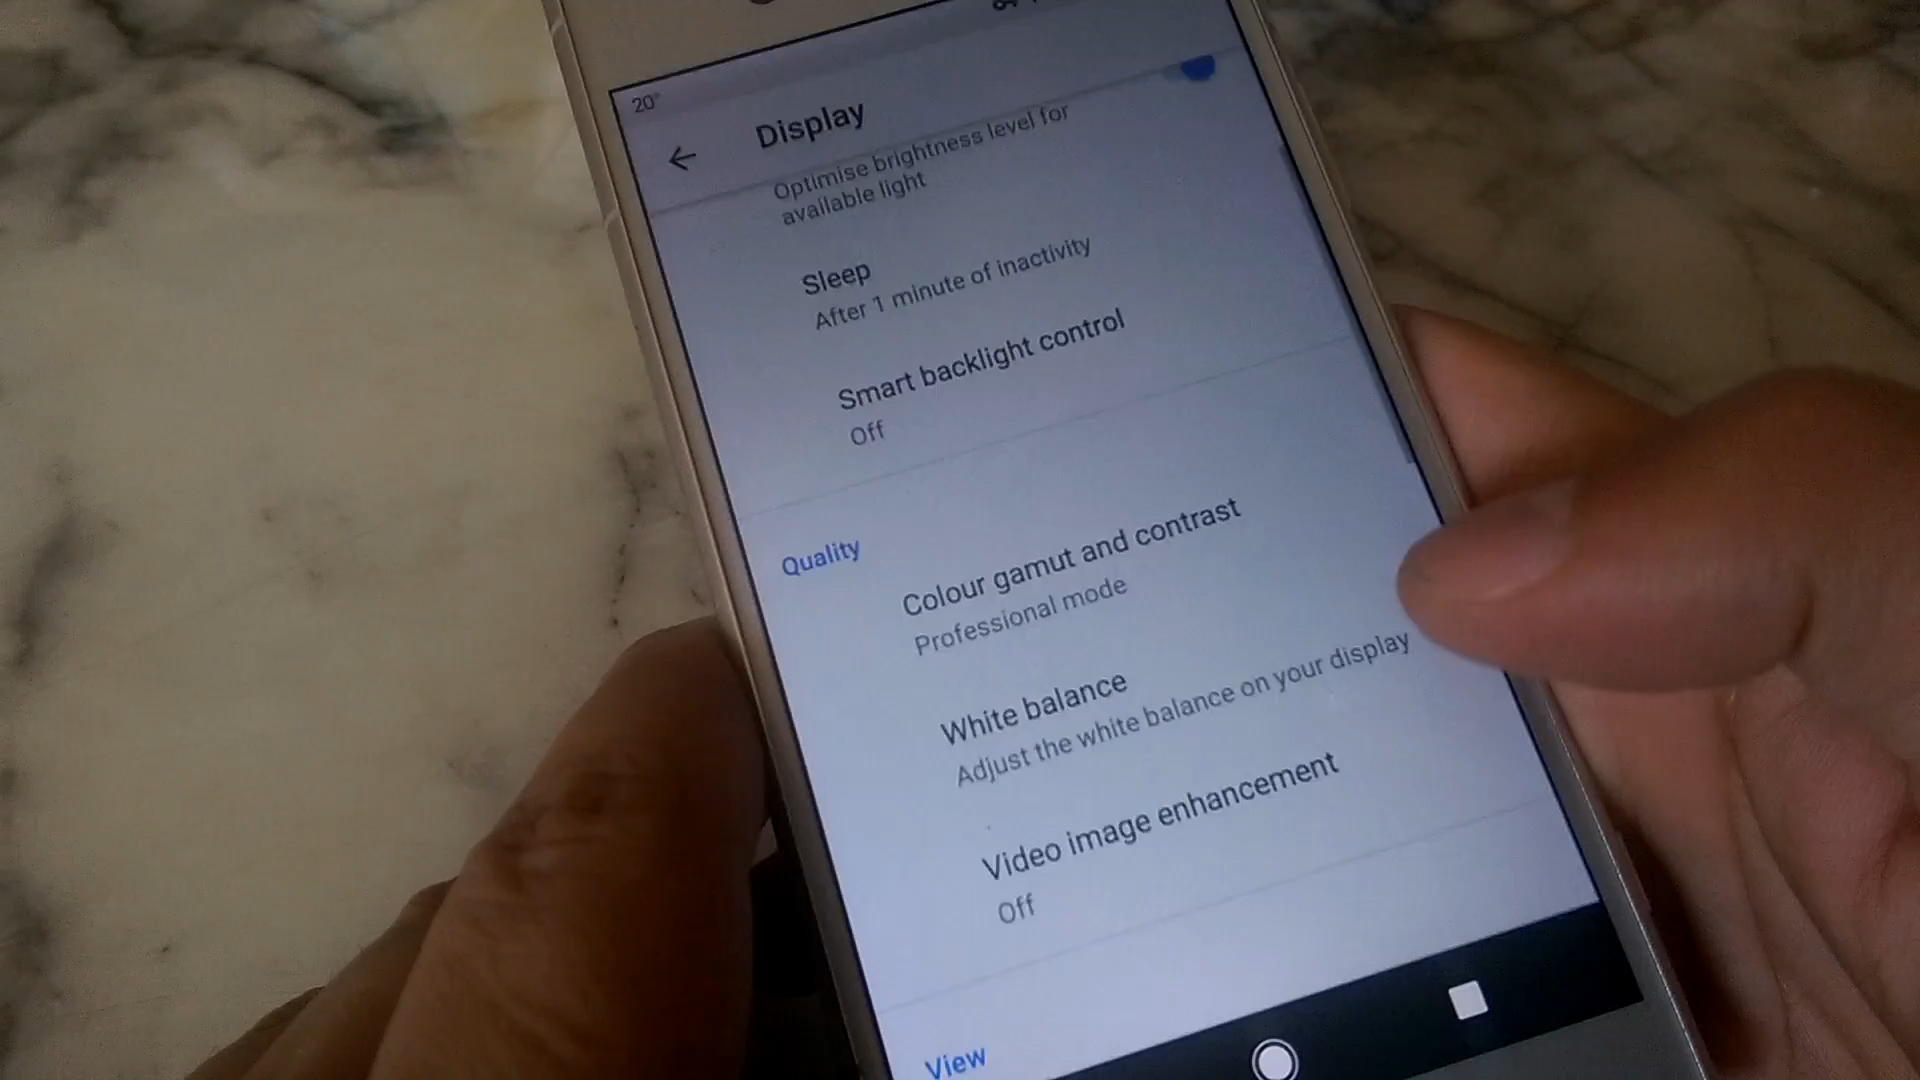 20°
Display
Optimise brightness level for
available light
Sleep
After 1 minute of inactivity
Smart backlight control
Off
Quality
Colour gamut and contrast
Professional mode
White balance
Adjust the white balance on your display
Video image enhancement
Off
View